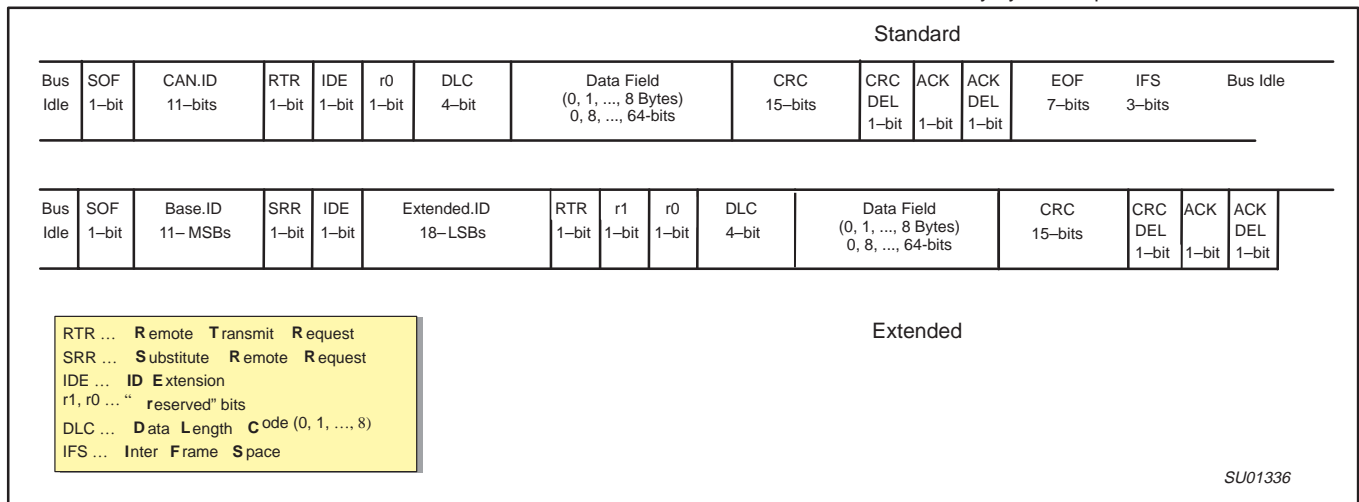 Standard
Bus SOF CAN.ID RTR IDE r0 DLC Data Field CRC CRC ACK ACK EOF IFS Bus Idle
Idle 1–bit 11–bits 1–bit 1–bit 1–bit 4–bit (0, 1, ..., 8 Bytes) 15–bits DEL DEL 7–bits 3–bits
0, 8, ..., 64-bits 1–bit 1–bit 1–bit
Bus SOF Base.ID SRR IDE Extended.ID RTR r1 r0 DLC Data Field CRC CRC ACK ACK
Idle 1–bit 11– MSBs 1–bit 1–bit 18–LSBs 1–bit 1–bit 1–bit 4–bit (0, 1, ..., 8 Bytes) 15–bits DEL DEL
0, 8, ..., 64-bits 1–bit 1–bit 1–bit
Extended
RTR … Remote Transmit Request
SRR … Substitute Remote Request
IDE … ID Extension
r1, r0 … “ reserved” bits
DLC … Data Length Code (0, 1, …, 8)
IFS … Inter Frame Space
SU01336